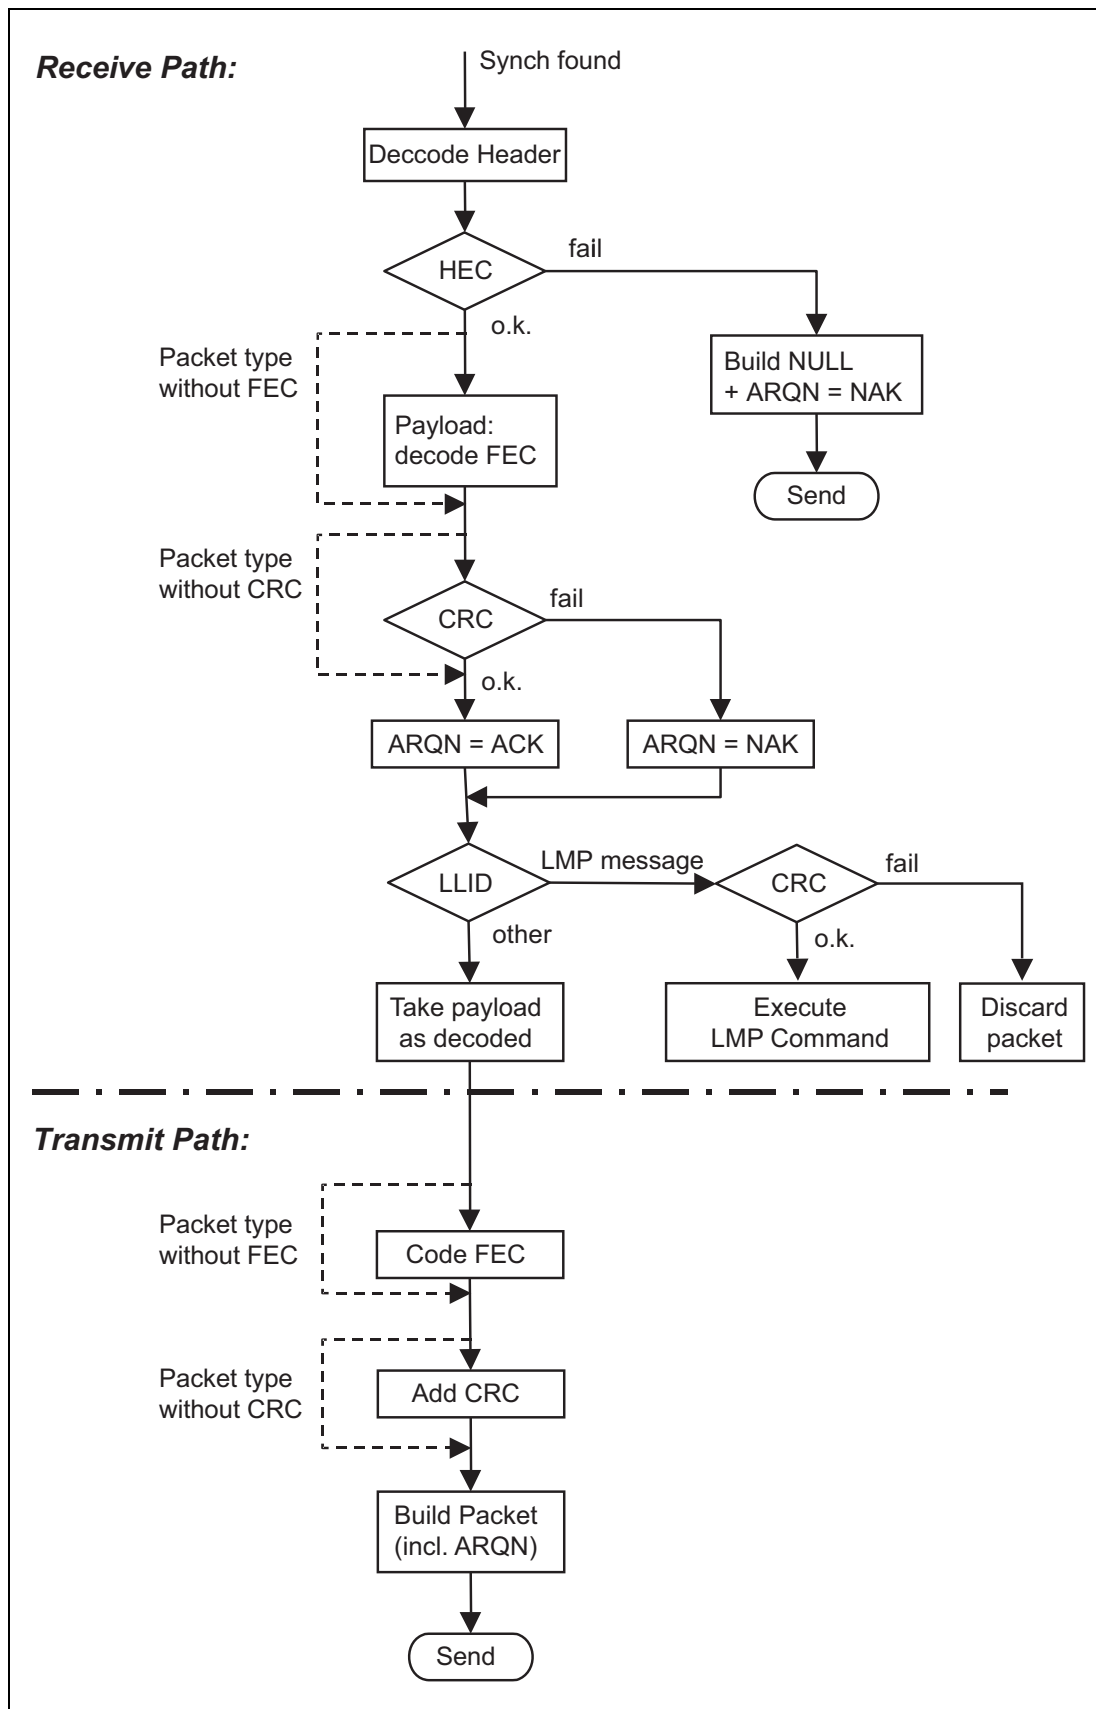 Receive Path:
Synch found
Deccode Header
HEC
fail
o.k.
Packet type
without FEC
Build NULL
+ ARQN = NAK
Payload:
decode FEC
Send
Packet type
without CRC
CRC
fail
o.k.
ARQN = ACK
ARQN = NAK
LLID
LMP message
CRC
fail
other
o.k.
Take payload
as decoded
Execute
LMP Command
Discard
packet
Transmit Path:
Packet type
without FEC
Code FEC
Packet type
without CRC
Add CRC
Build Packet
(incl. ARQN)
Send